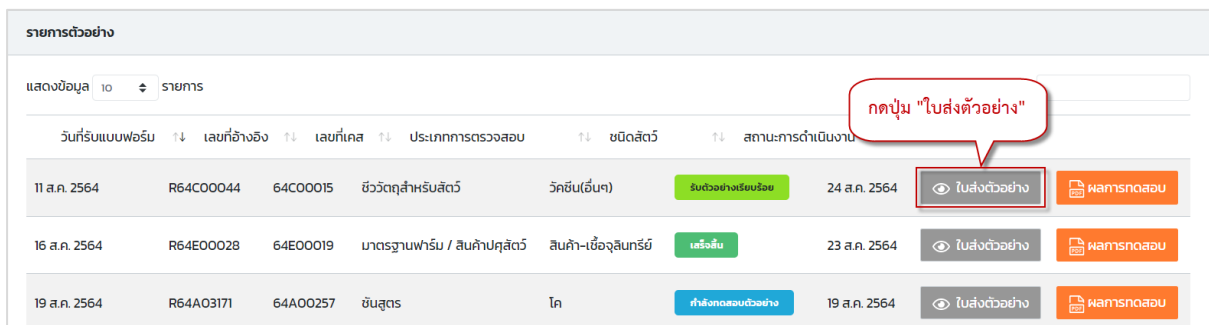 รายการตัวอย่าง
แสดงข้อมูล 10 รายการ
กดปุ่ม "ใบส่งตัวอย่าง"
วันที่รับแบบฟอร์ม เลขที่อ้างอิง เลขที่เคส ประเภทการตรวจสอบ ชนิดสัตว์ สถานะการดำเนินงาน
11 ส.ค. 2564 R64C00044 64C00015 ชีววัตถุสำหรับสัตว์ วัคซีน(อื่นๆ) รับตัวอย่างเรียบร้อย 24 ส.ค. 2564 ใบส่งตัวอย่าง PDF ผลการทดสอบ
16 ส.ค. 2564 R64E00028 64E00019 มาตรฐานฟาร์ม / สินค้าปศุสัตว์ สินค้า-เชื้อจุลินทรีย์ เสร็จสิ้น 23 ส.ค. 2564 ใบส่งตัวอย่าง PDF ผลการทดสอบ
19 ส.ค. 2564 R64A03171 64A00257 ชันสูตร โค กำลังทดสอบตัวอย่าง 19 ส.ค. 2564 ใบส่งตัวอย่าง PDF ผลการทดสอบ